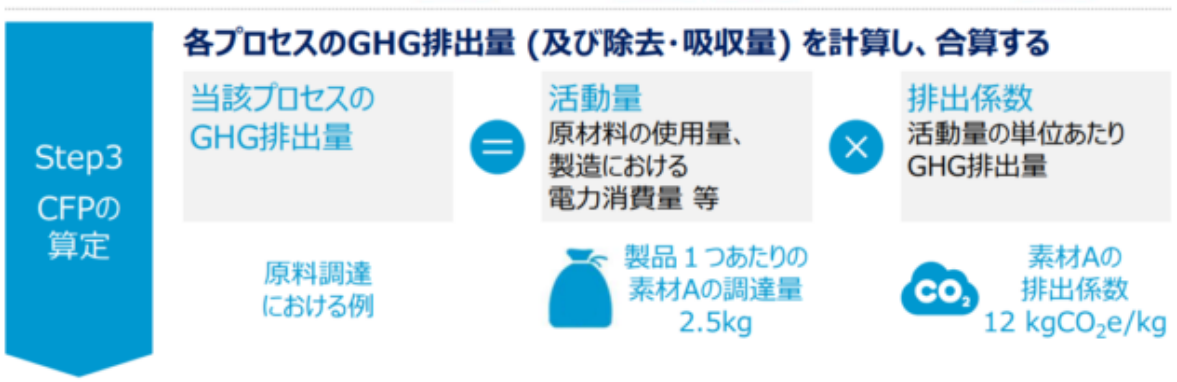 各プロセスのGHG排出量 (及び除去・吸収量) を計算し、合算する
Step3
CFPの
算定
当該プロセスの
GHG排出量
=
活動量
原材料の使用量、
製造における
電力消費量 等
×
排出係数
活動量の単位あたり
GHG排出量
原料調達
における例
製品１つあたりの
素材Aの調達量
2.5kg
CO₂
素材Aの
排出係数
12 kgCO₂e/kg